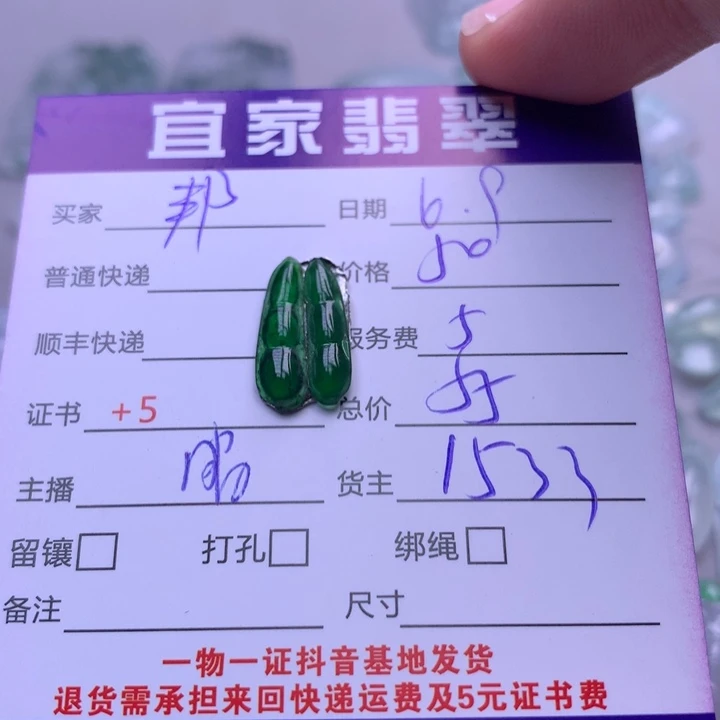 宜家翡翠
买家 邦 日期 6.9
普通快递 价格 50
顺丰快递 服务费 5
证书 +5 总价 55
主播 货主 1533
留镶 打孔 绑绳
备注 尺寸
一物一证抖音基地发货
退货需承担来回快递运费及5元证书费